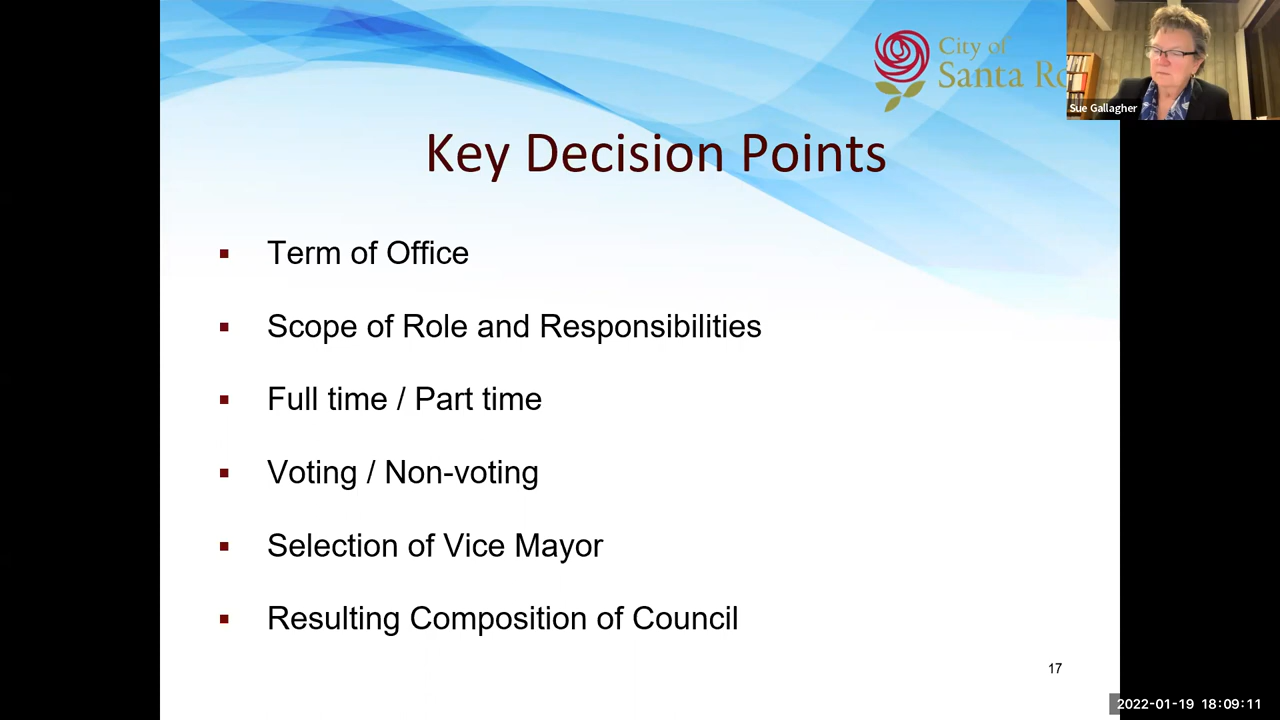 City of
Santa Ro
Sue Gallagher
Key Decision Points
▪ Term of Office
▪ Scope of Role and Responsibilities
▪ Full time / Part time
▪ Voting / Non-voting
▪ Selection of Vice Mayor
▪ Resulting Composition of Council
17
2022-01-19 18:09:11